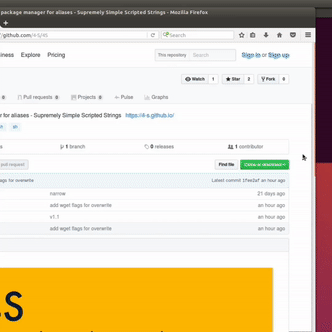 package manager for aliases - Supremely Simple Scripted Strings - Mozilla Firefox
//github.com/4-S/4S
Search
iness Explore Pricing
This repository Search
Sign in or Sign up
Watch 1 Star 2 Fork 0
0 Pull requests 0 Projects 0 Pulse Graphs
for aliases - Supremely Simple Scripted Strings https://4-s.github.io/
sh
1 branch 0 releases 1 contributor
pull request Find file Clone or download
flags for overwrite Latest commit an hour ago
narrow 21 days ago
add wget flags for overwrite an hour ago
v1.1 an hour ago
add wget flags for overwrite an hour ago
S